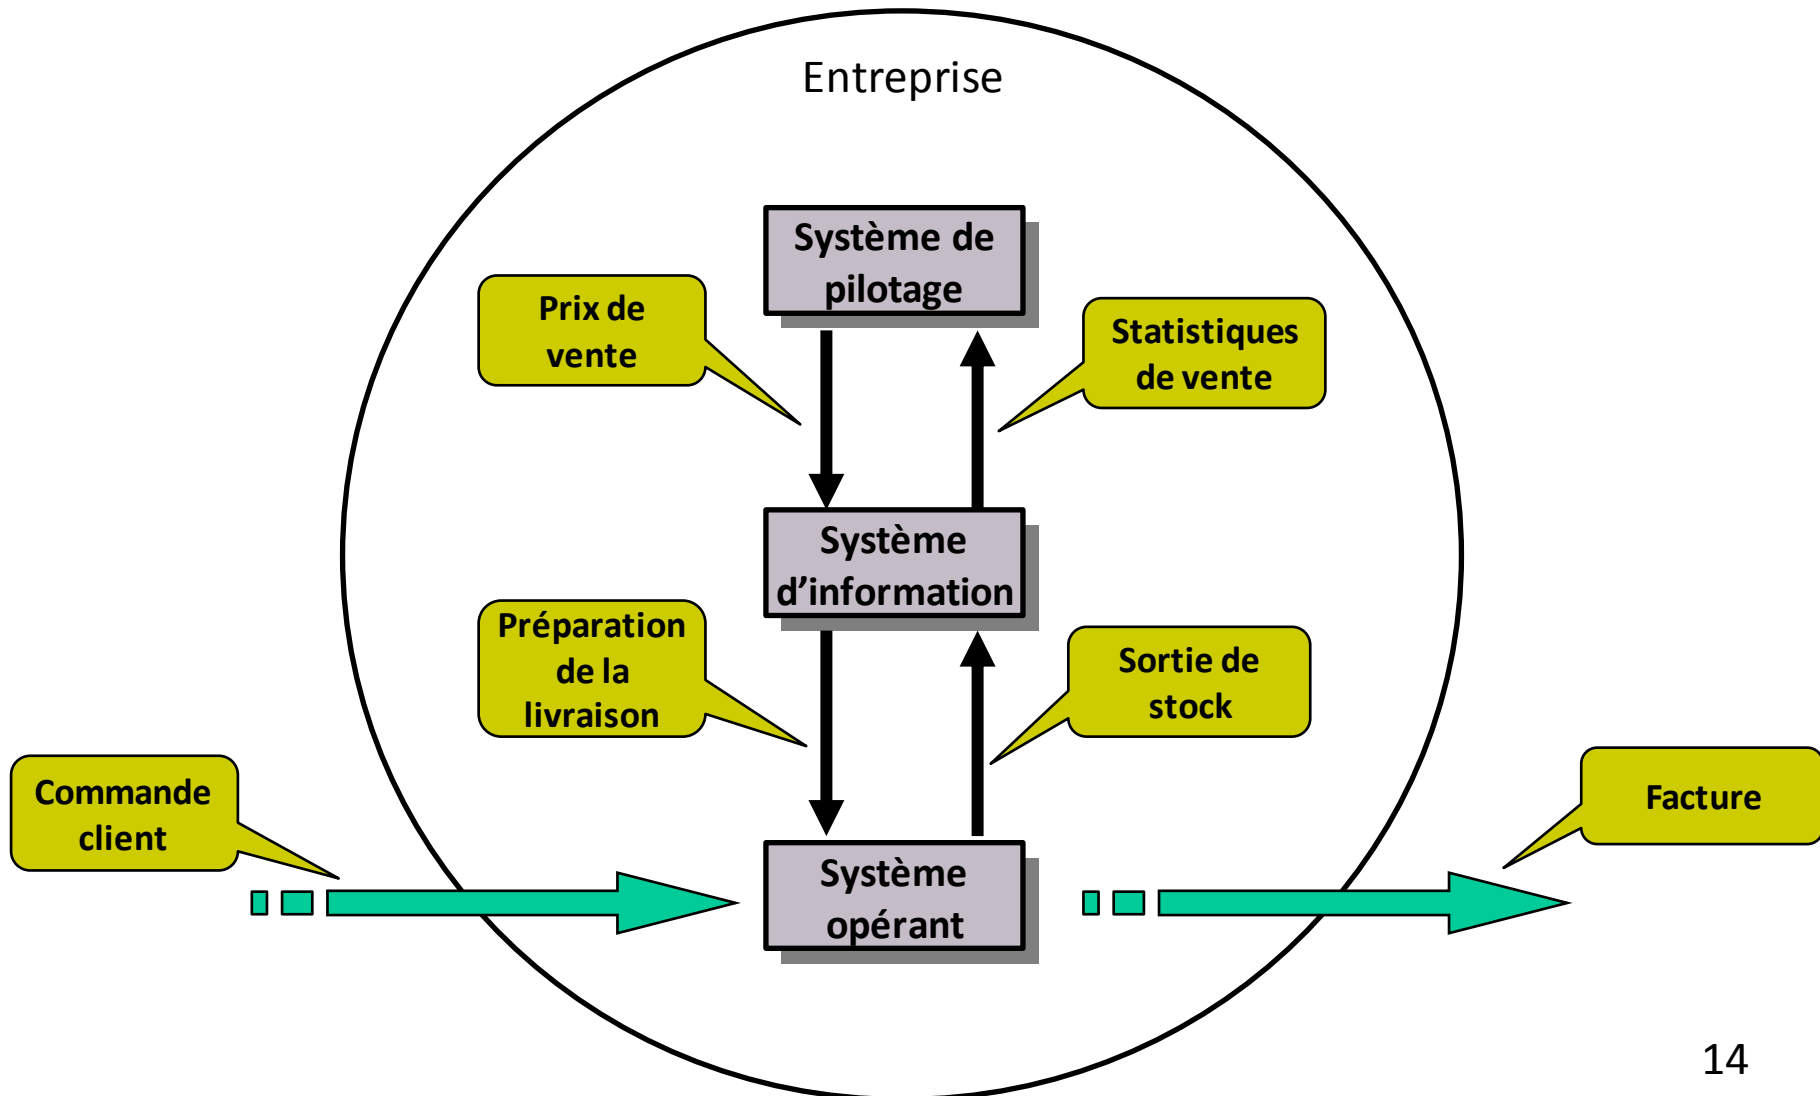 Entreprise
Système de
pilotage
Prix de
vente
Statistiques
de vente
Système
d’information
Préparation
de la
livraison
Sortie de
stock
Commande
client
Facture
Système
opérant
14